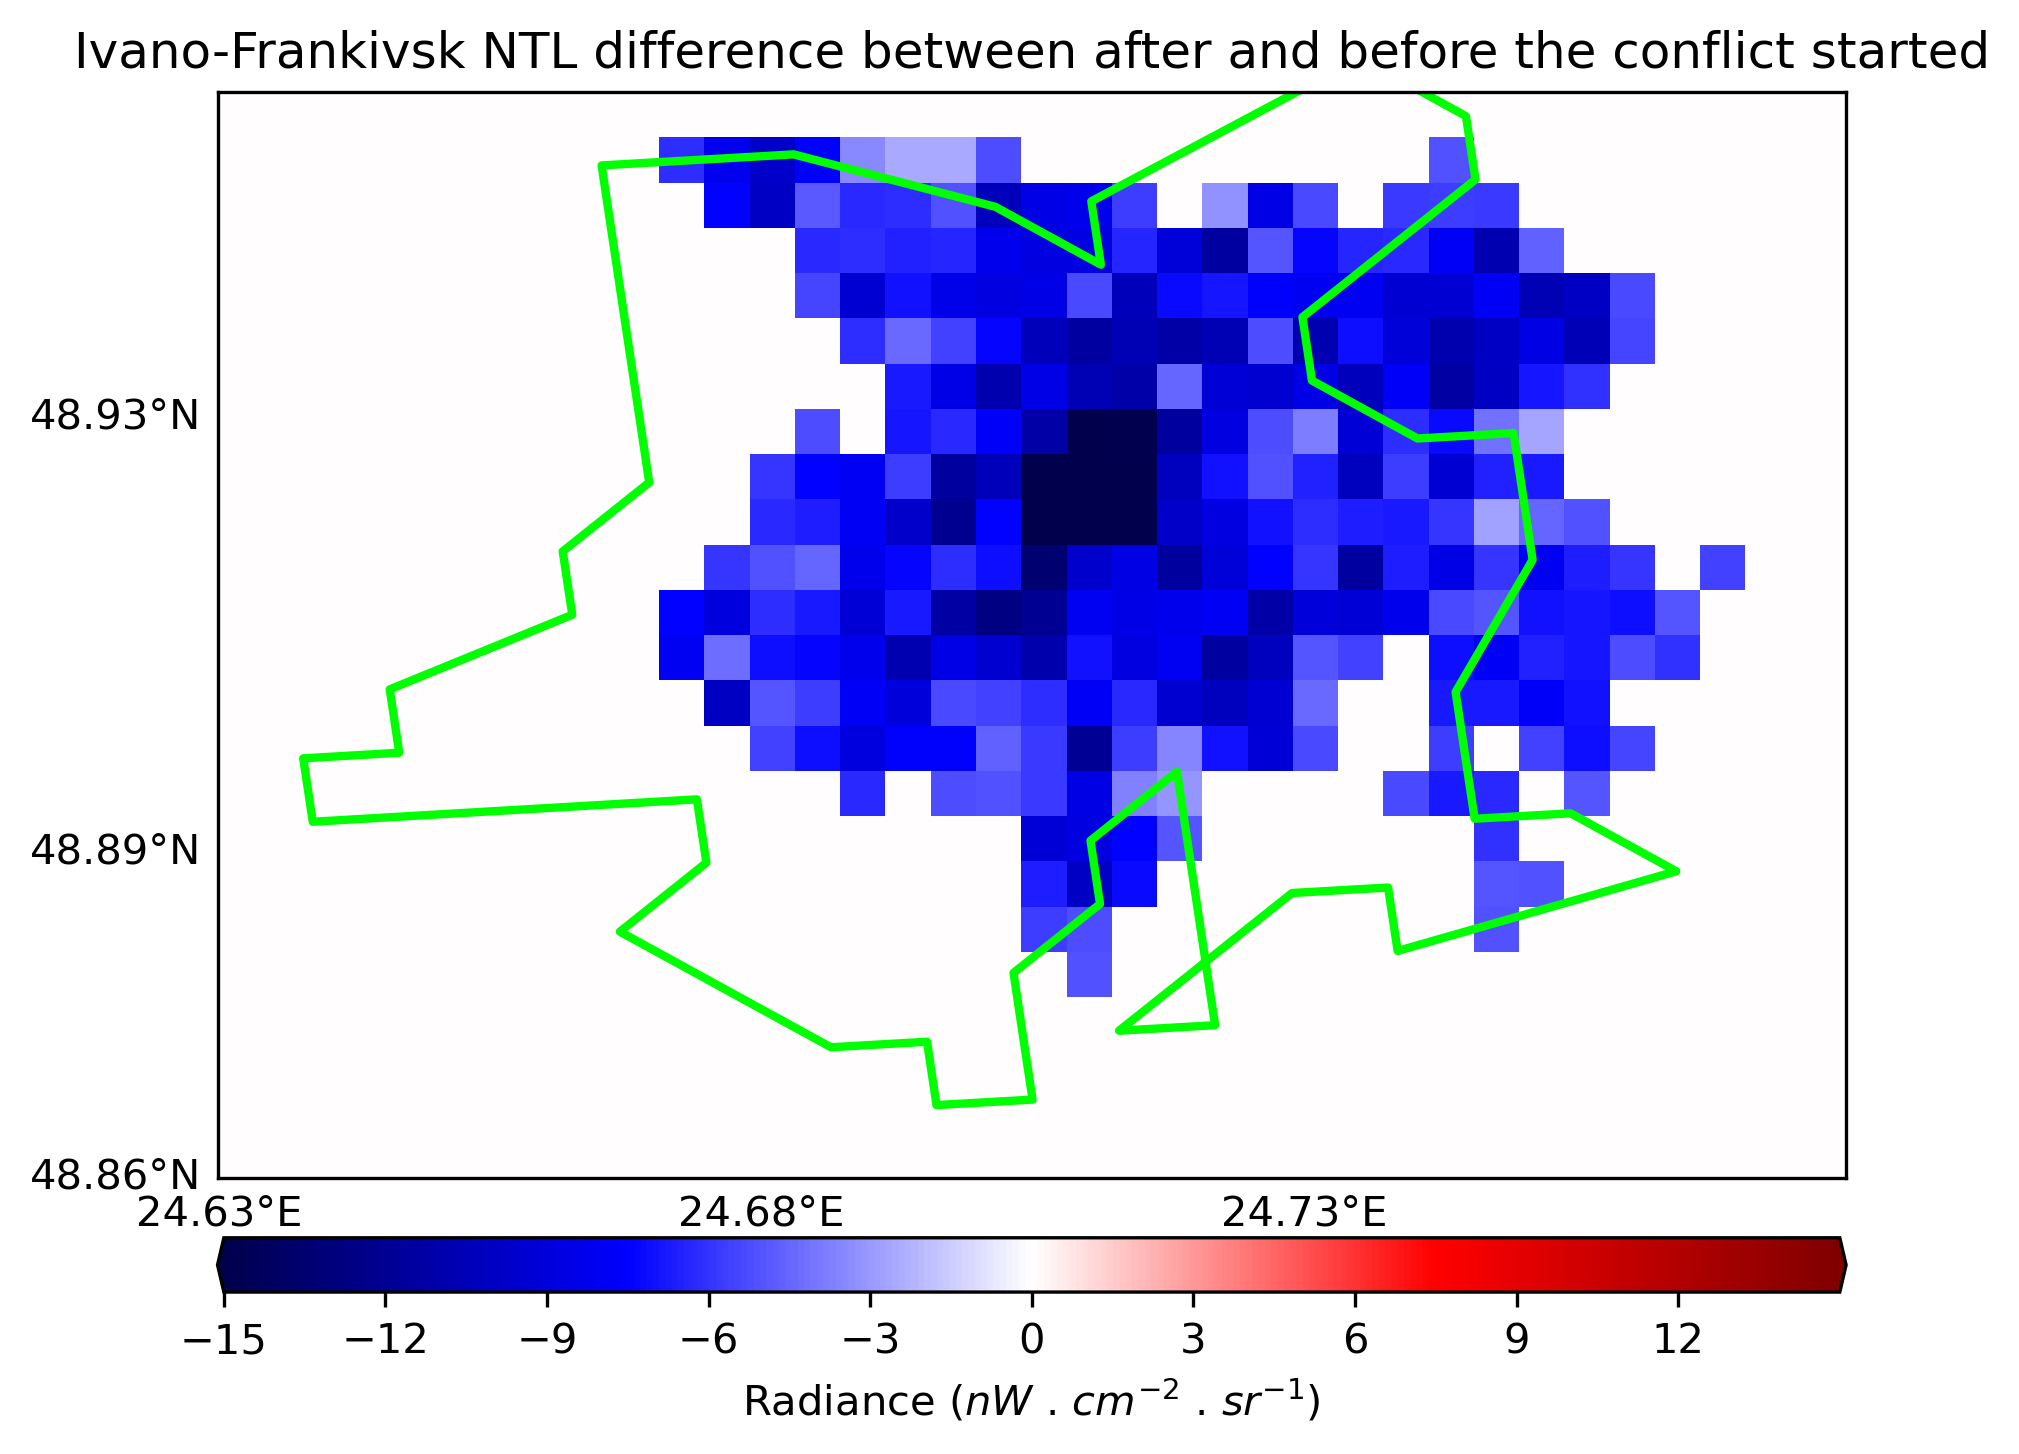 Ivano-Frankivsk NTL difference between after and before the conflict started
48.93°N
48.89°N
48.86°N
24.63°E 24.68°E 24.73°E
−15 −12 −9 −6 −3 0 3 6 9 12
Radiance (nW . cm⁻² . sr⁻¹)